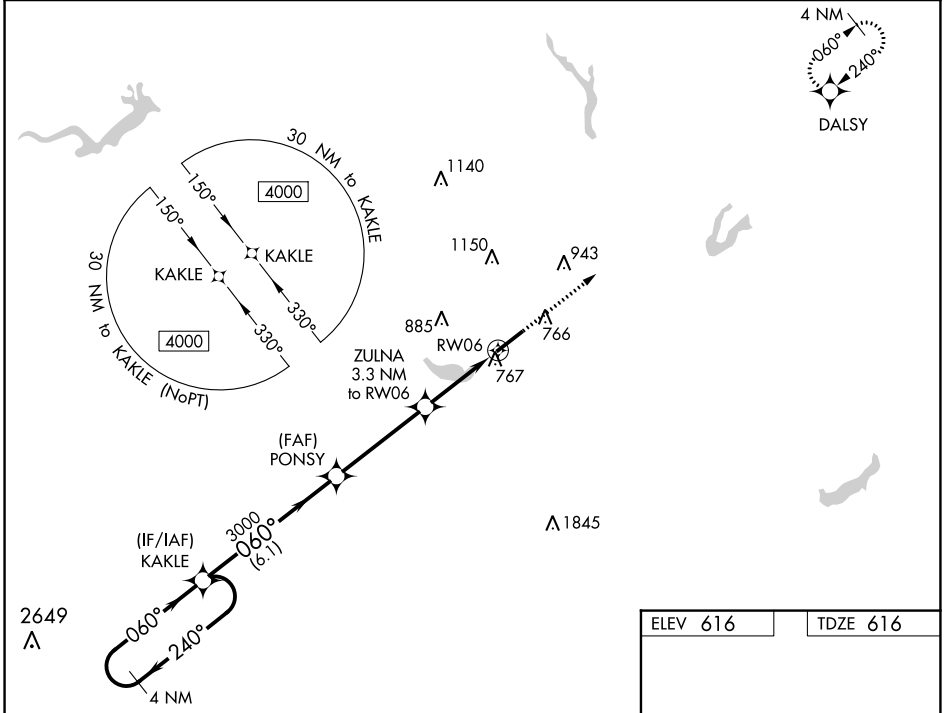 4 NM
060°
240°
DALSY
30 NM to KAKLE
4000
150°
KAKLE
330°
30 NM to KAKLE (NoPT)
4000
150°
KAKLE
330°
1140
1150
943
885
766
RW06
767
ZULNA
3.3 NM
to RW06
(FAF)
PONSY
1845
3000
060°
(6.1)
(IF/IAF)
KAKLE
2649
060°
240°
4 NM
ELEV 616
TDZE 616